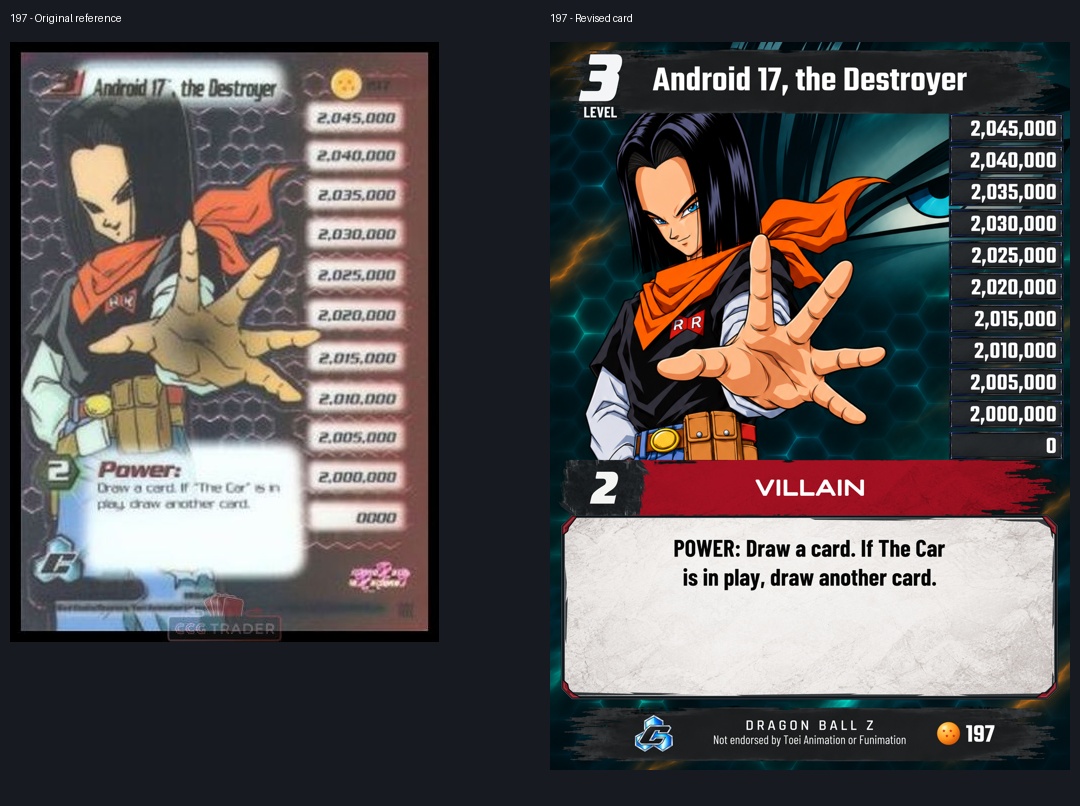 197 - Original reference
3
Android 17, the Destroyer
197
2,045,000
2,040,000
2,035,000
2,030,000
2,025,000
2,020,000
2,015,000
2,010,000
2,005,000
2,000,000
0000
RR
2
Power:
Draw a card. If "The Car" is in
play, draw another card.
CCG TRADER
197 - Revised card
3
LEVEL
Android 17, the Destroyer
2,045,000
2,040,000
2,035,000
2,030,000
2,025,000
2,020,000
2,015,000
2,010,000
2,005,000
2,000,000
0
RR
2
VILLAIN
POWER: Draw a card. If The Car
is in play, draw another card.
DRAGON BALL Z
Not endorsed by Toei Animation or Funimation
197